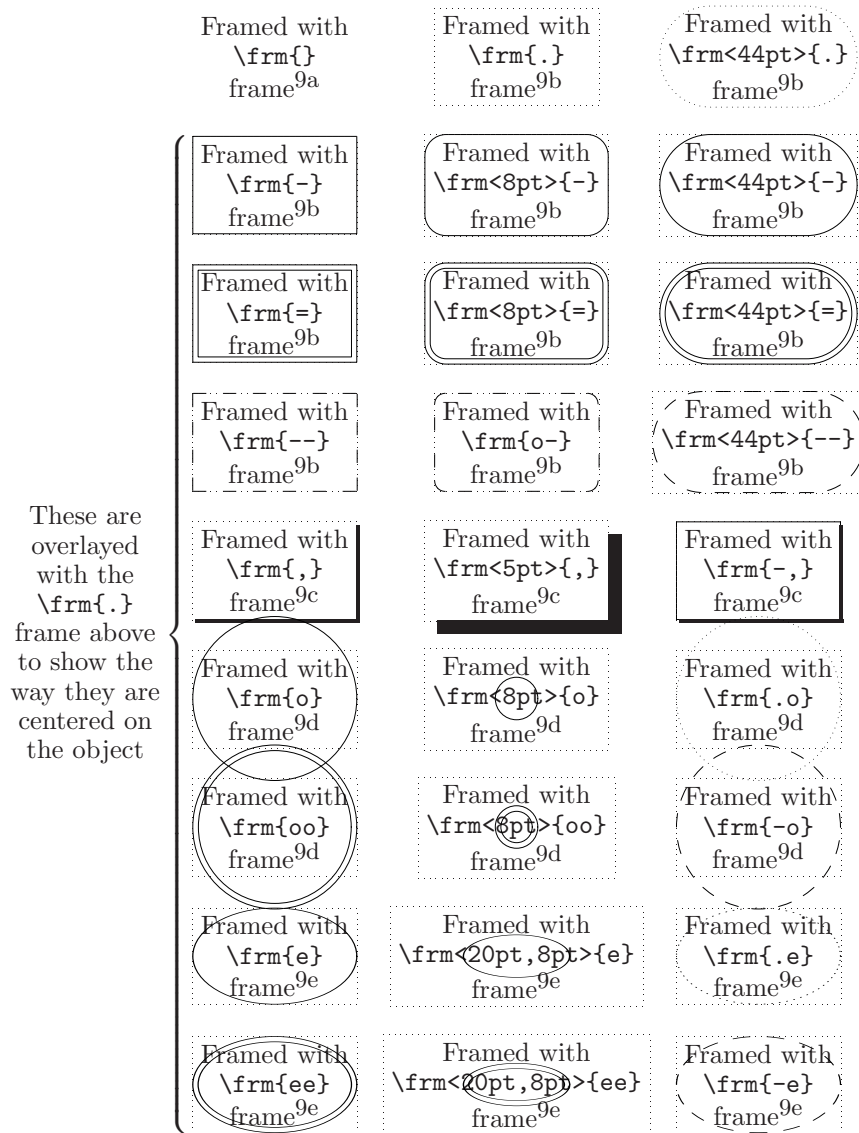 Framed with
\frm{}
frame9a
Framed with
\frm{.}
frame9b
Framed with
\frm<44pt>{.}
frame9b
These are
overlayed
with the
\frm{.}
frame above
to show the
way they are
centered on
the object
Framed with
\frm{-}
frame9b
Framed with
\frm<8pt>{-}
frame9b
Framed with
\frm<44pt>{-}
frame9b
Framed with
\frm{=}
frame9b
Framed with
\frm<8pt>{=}
frame9b
Framed with
\frm<44pt>{=}
frame9b
Framed with
\frm{--}
frame9b
Framed with
\frm{o-}
frame9b
Framed with
\frm<44pt>{--}
frame9b
Framed with
\frm{,}
frame9c
Framed with
\frm<5pt>{,}
frame9c
Framed with
\frm{-,}
frame9c
Framed with
\frm{o}
frame9d
Framed with
\frm<8pt>{o}
frame9d
Framed with
\frm{.o}
frame9d
Framed with
\frm{oo}
frame9d
Framed with
\frm<8pt>{oo}
frame9d
Framed with
\frm{-o}
frame9d
Framed with
\frm{e}
frame9e
Framed with
\frm<20pt,8pt>{e}
frame9e
Framed with
\frm{.e}
frame9e
Framed with
\frm{ee}
frame9e
Framed with
\frm<20pt,8pt>{ee}
frame9e
Framed with
\frm{-e}
frame9e